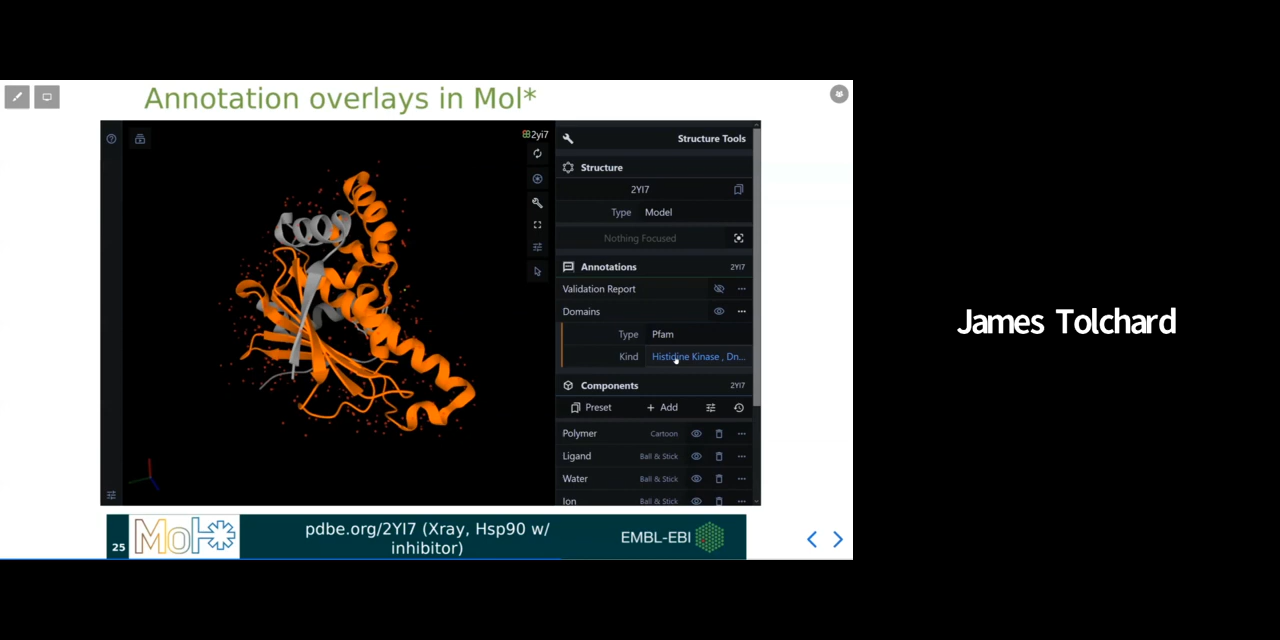 Annotation overlays in Mol*
2yi7
Structure Tools
Structure
2YI7
Type Model
Nothing Focused
Annotations 2YI7
Validation Report
Domains
Type Pfam
Kind Histidine Kinase , Dn...
Components 2YI7
Preset + Add
Polymer Cartoon
Ligand Ball & Stick
Water Ball & Stick
Ion Ball & Stick
25
Mol*
pdbe.org/2YI7 (Xray, Hsp90 w/
inhibitor)
EMBL-EBI
James Tolchard